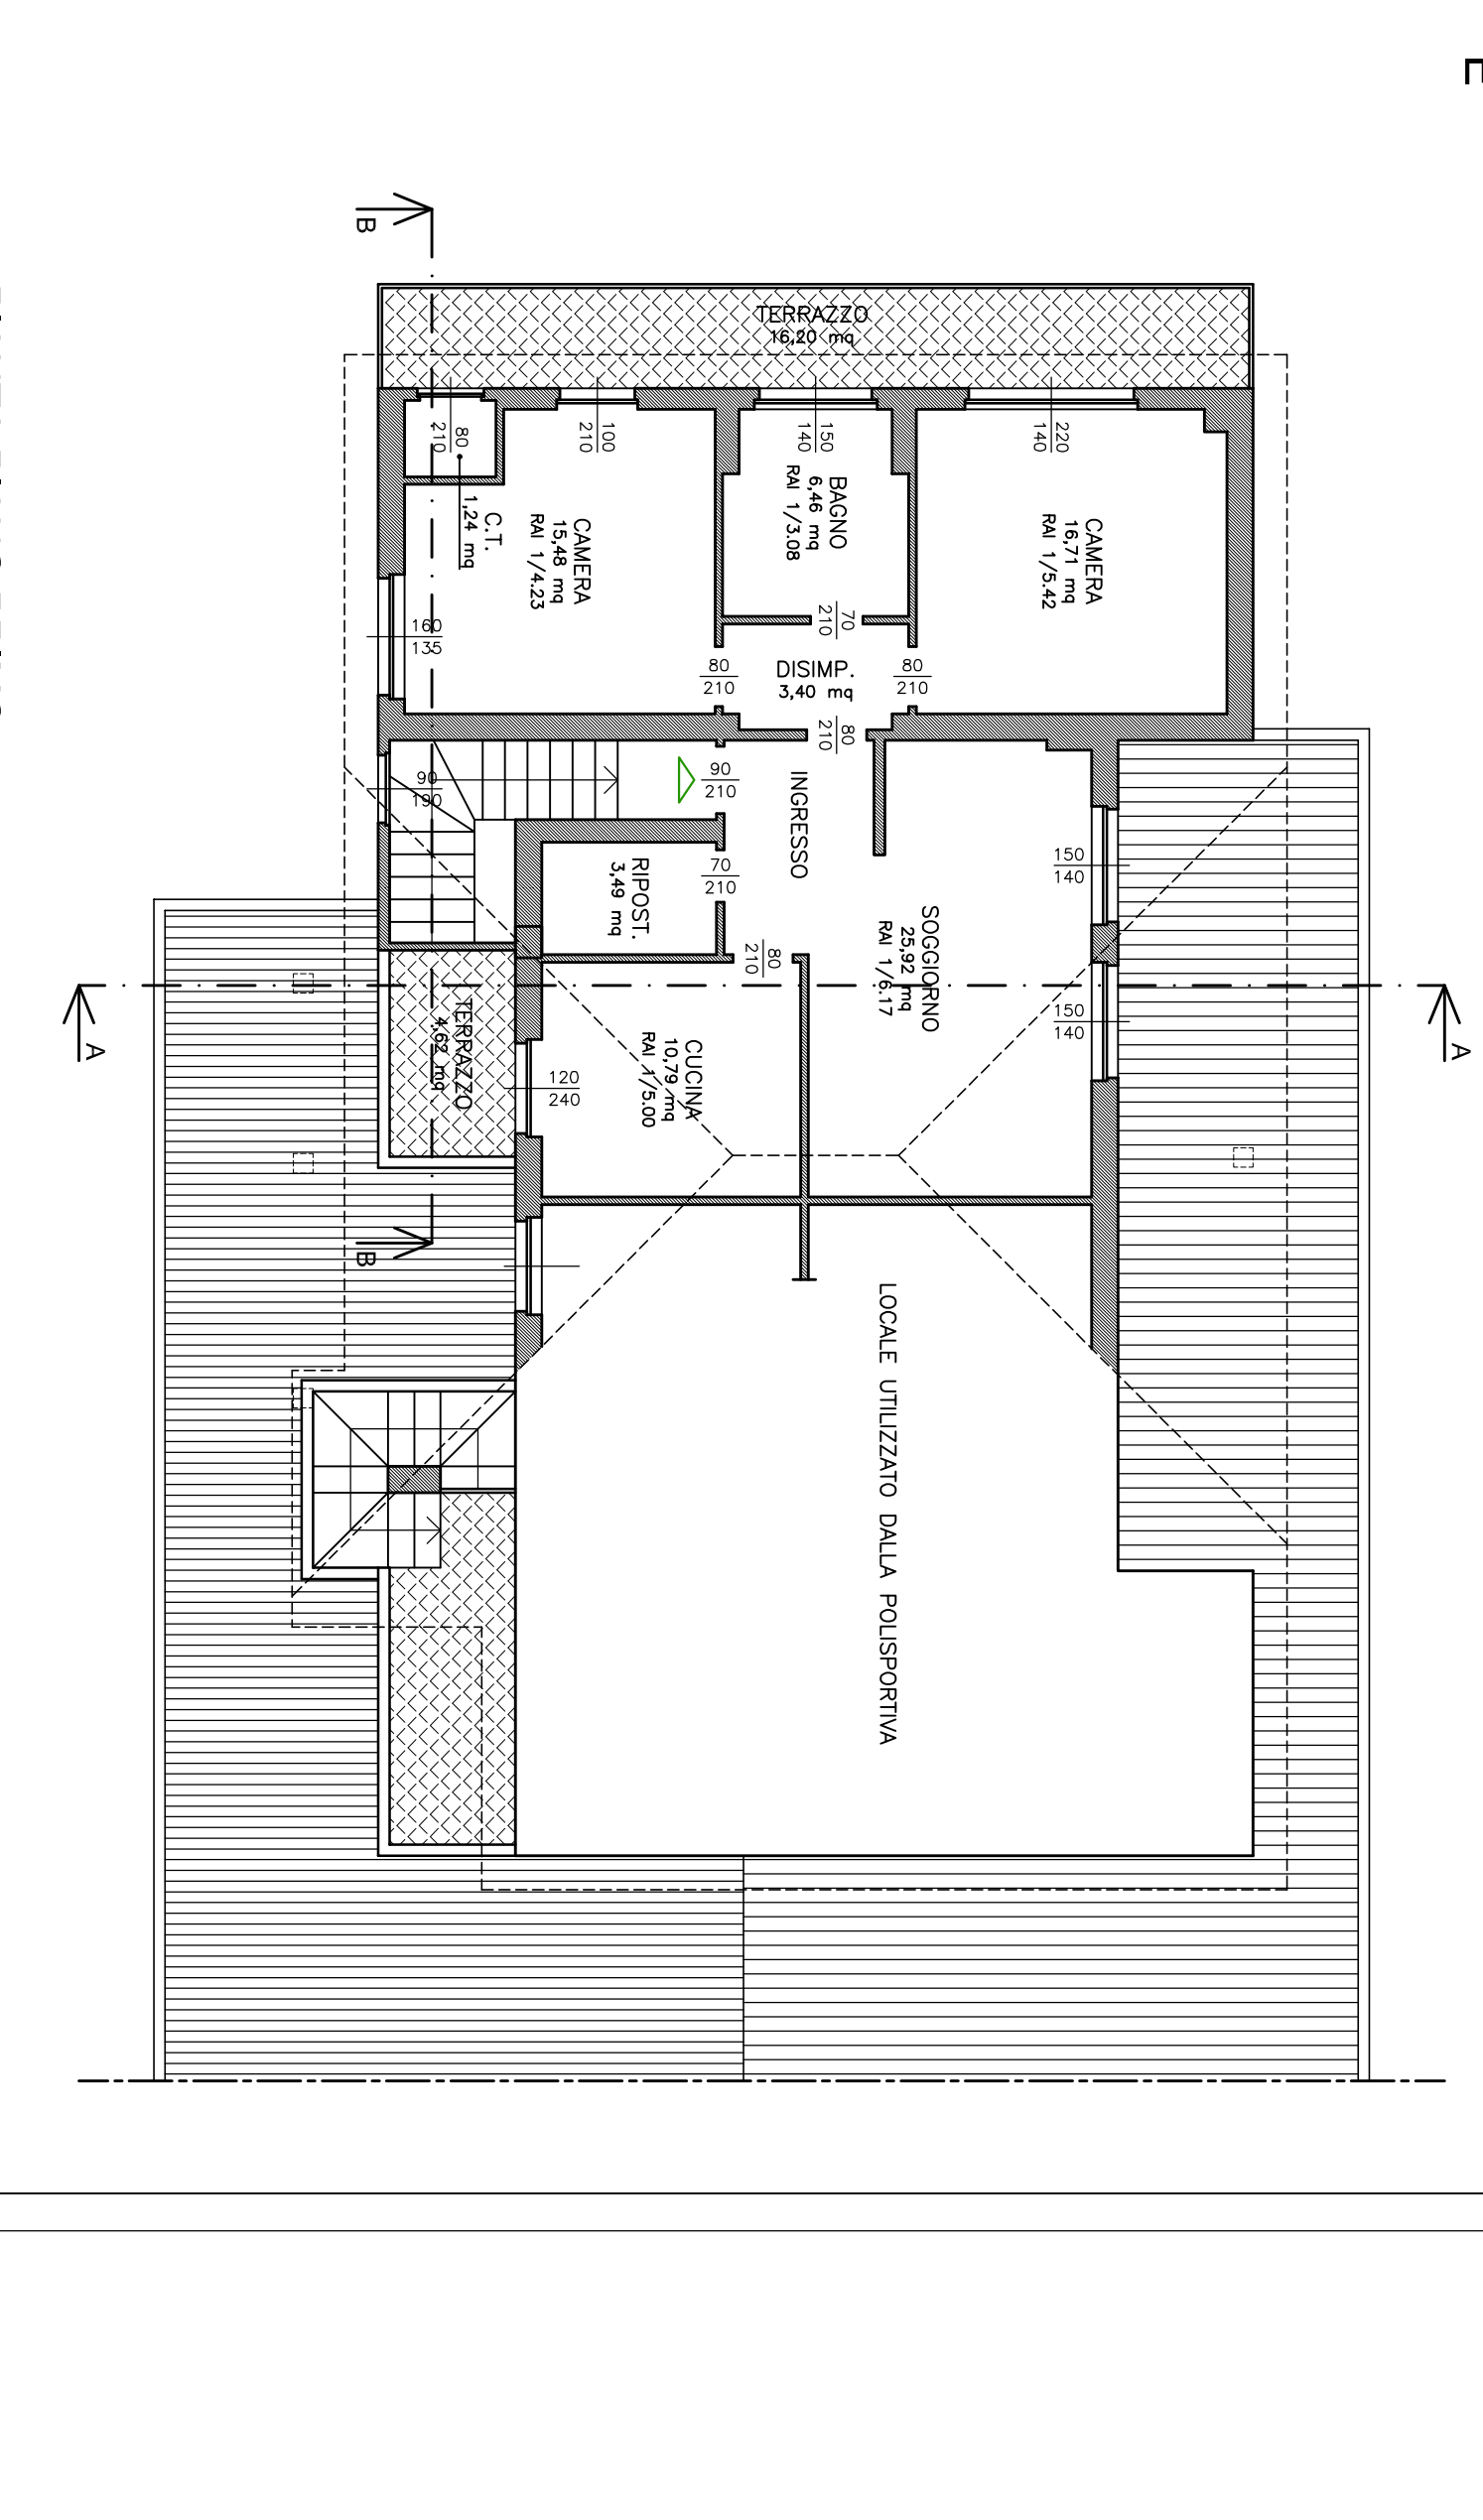 B
TERRAZZO
16,20 mq
80
210
100
210
150
140
220
140
C.T.
1,24 mq
CAMERA
15,48 mq
RAI 1/4.23
BAGNO
6,46 mq
RAI 1/3.08
CAMERA
16,71 mq
RAI 1/5.42
160
135
70
210
80
210
DISIMP.
3,40 mq
80
210
80
210
90
190
90
210
INGRESSO
RIPOST.
3,49 mq
70
210
150
140
SOGGIORNO
25,92 mq
RAI 1/6.17
80
210
A
A
150
140
TERRAZZO
4,62 mq
120
240
CUCINA
10,79 mq
RAI 1/5.00
B
LOCALE UTILIZZATO DALLA POLISPORTIVA